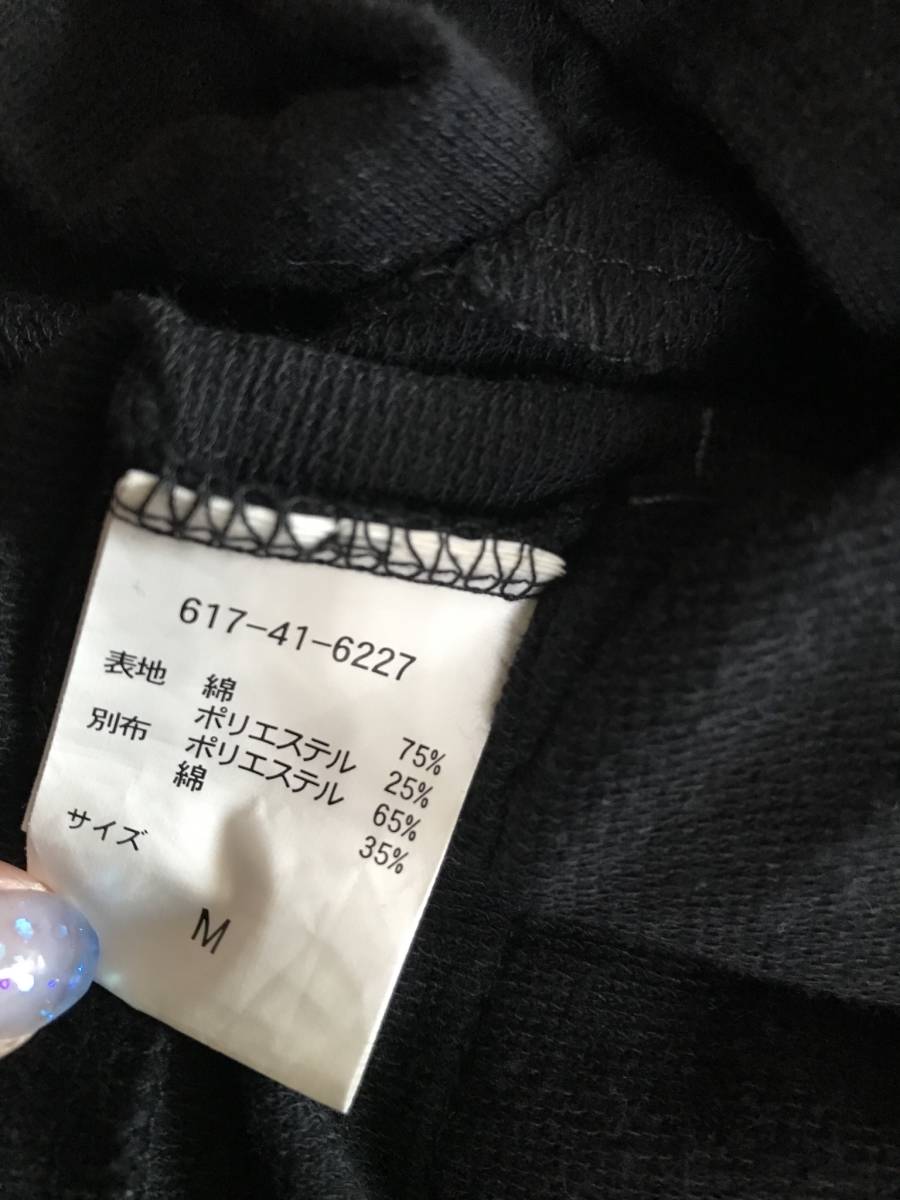 617-41-6227
表地 綿 75%
ポリエステル 25%
別布 ポリエステル 65%
綿 35%
サイズ
M